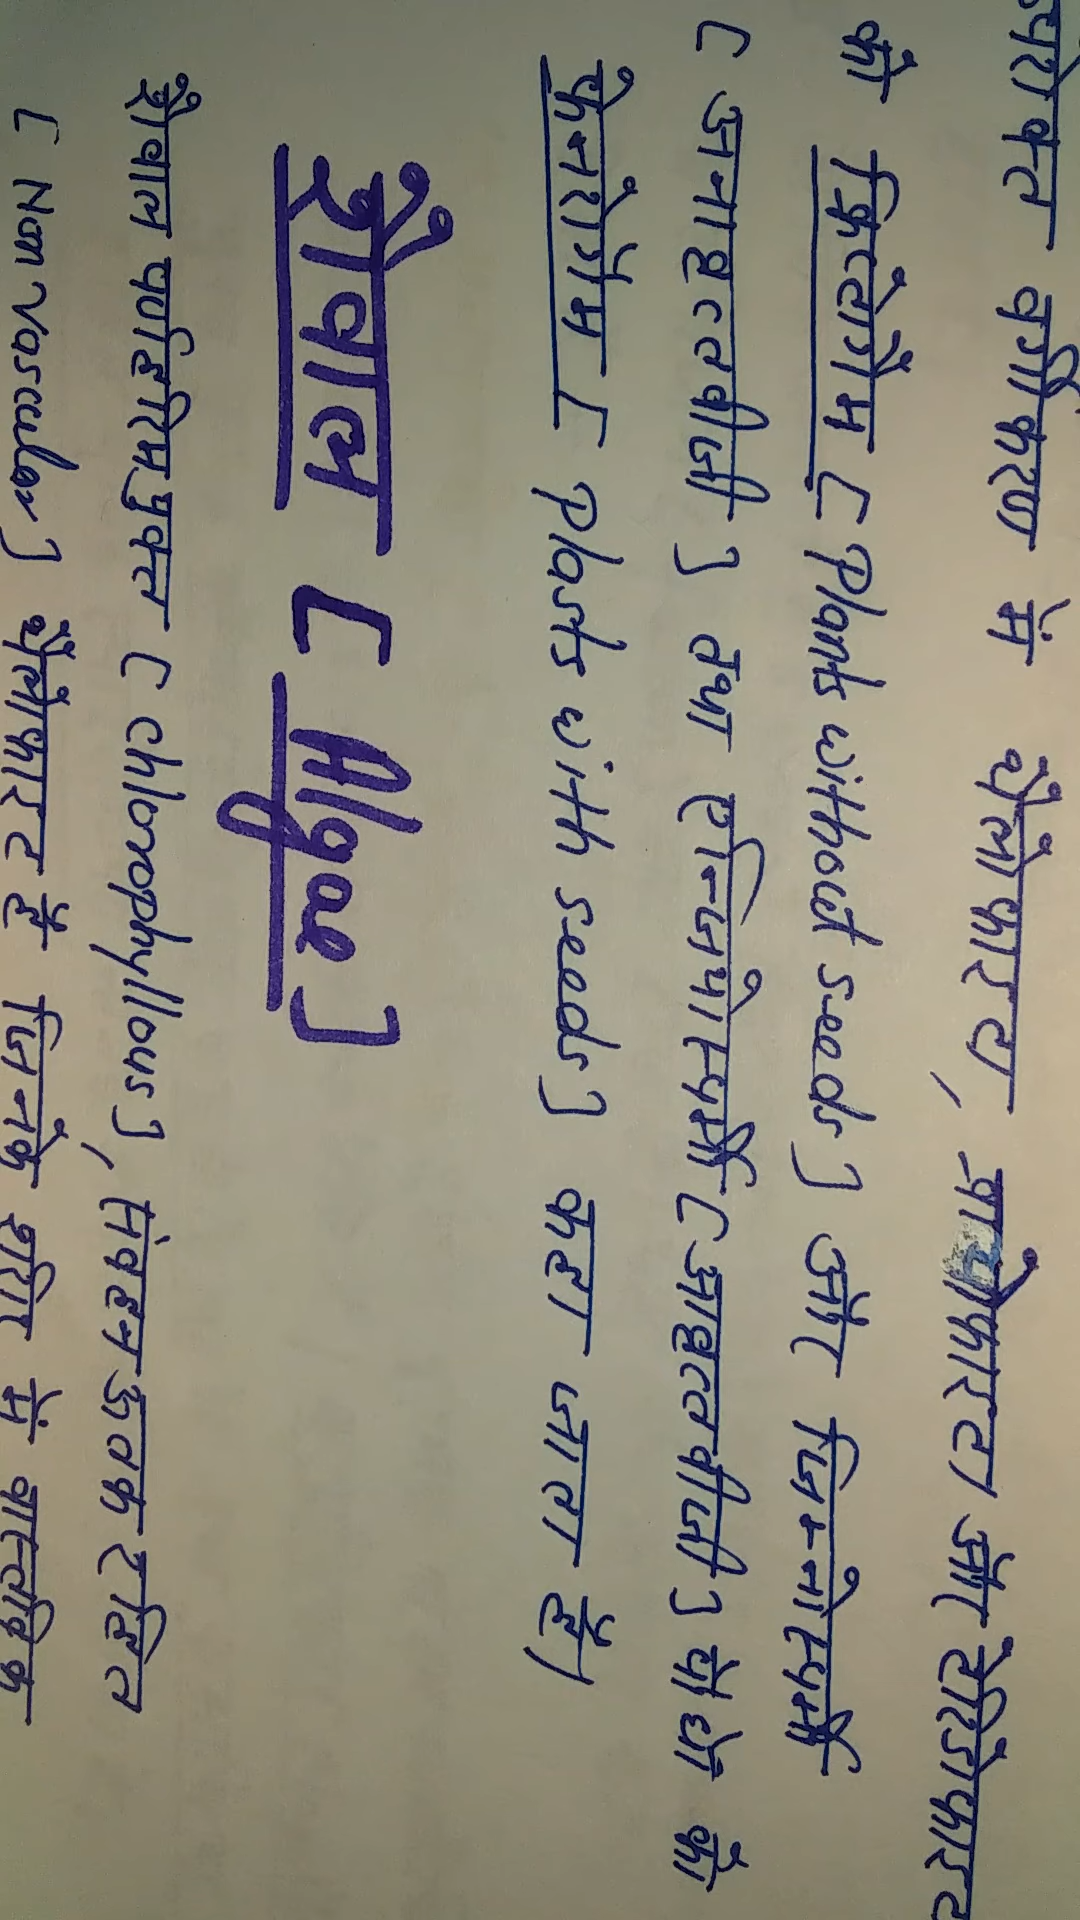 उपरोक्त वर्गीकरण में थैलोफाइटा, ब्रायोफाइटा और टेरिडोफाइटा
को क्रिप्टोगैम [ Plants without seeds ] और जिम्नोस्पर्म
[ अनावृतबीजी ] तथा एन्जियोस्पर्म [ आवृतबीजी ] पौधों को
फेनेरोगैम [ Plants with seeds ] कहा जाता है।
शैवाल [ Algae ]
शैवाल पर्णहरिमयुक्त [ chlorophyllous ], संवहन ऊतक रहित
[ Non Vascular ] थैलोफाइट हैं जिनके शरीर में वास्तविक